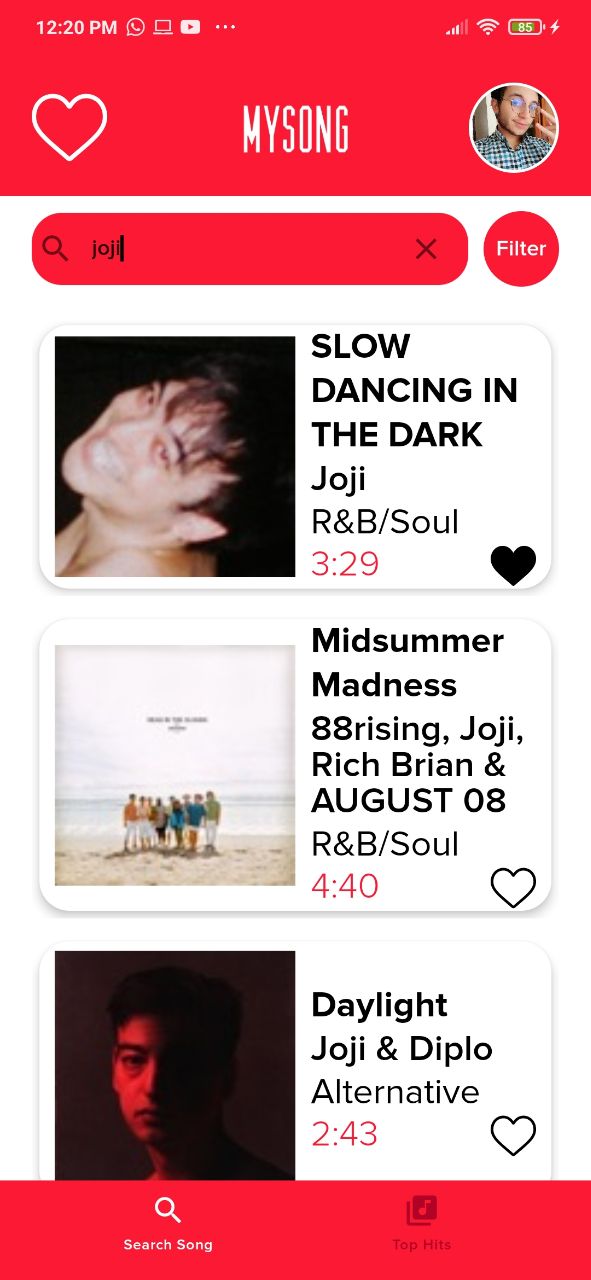 12:20 PM
85
MYSONG
joji
Filter
SLOW
DANCING IN
THE DARK
Joji
R&B/Soul
3:29
Midsummer
Madness
88rising, Joji,
Rich Brian &
AUGUST 08
R&B/Soul
4:40
Daylight
Joji & Diplo
Alternative
2:43
Search Song
Top Hits